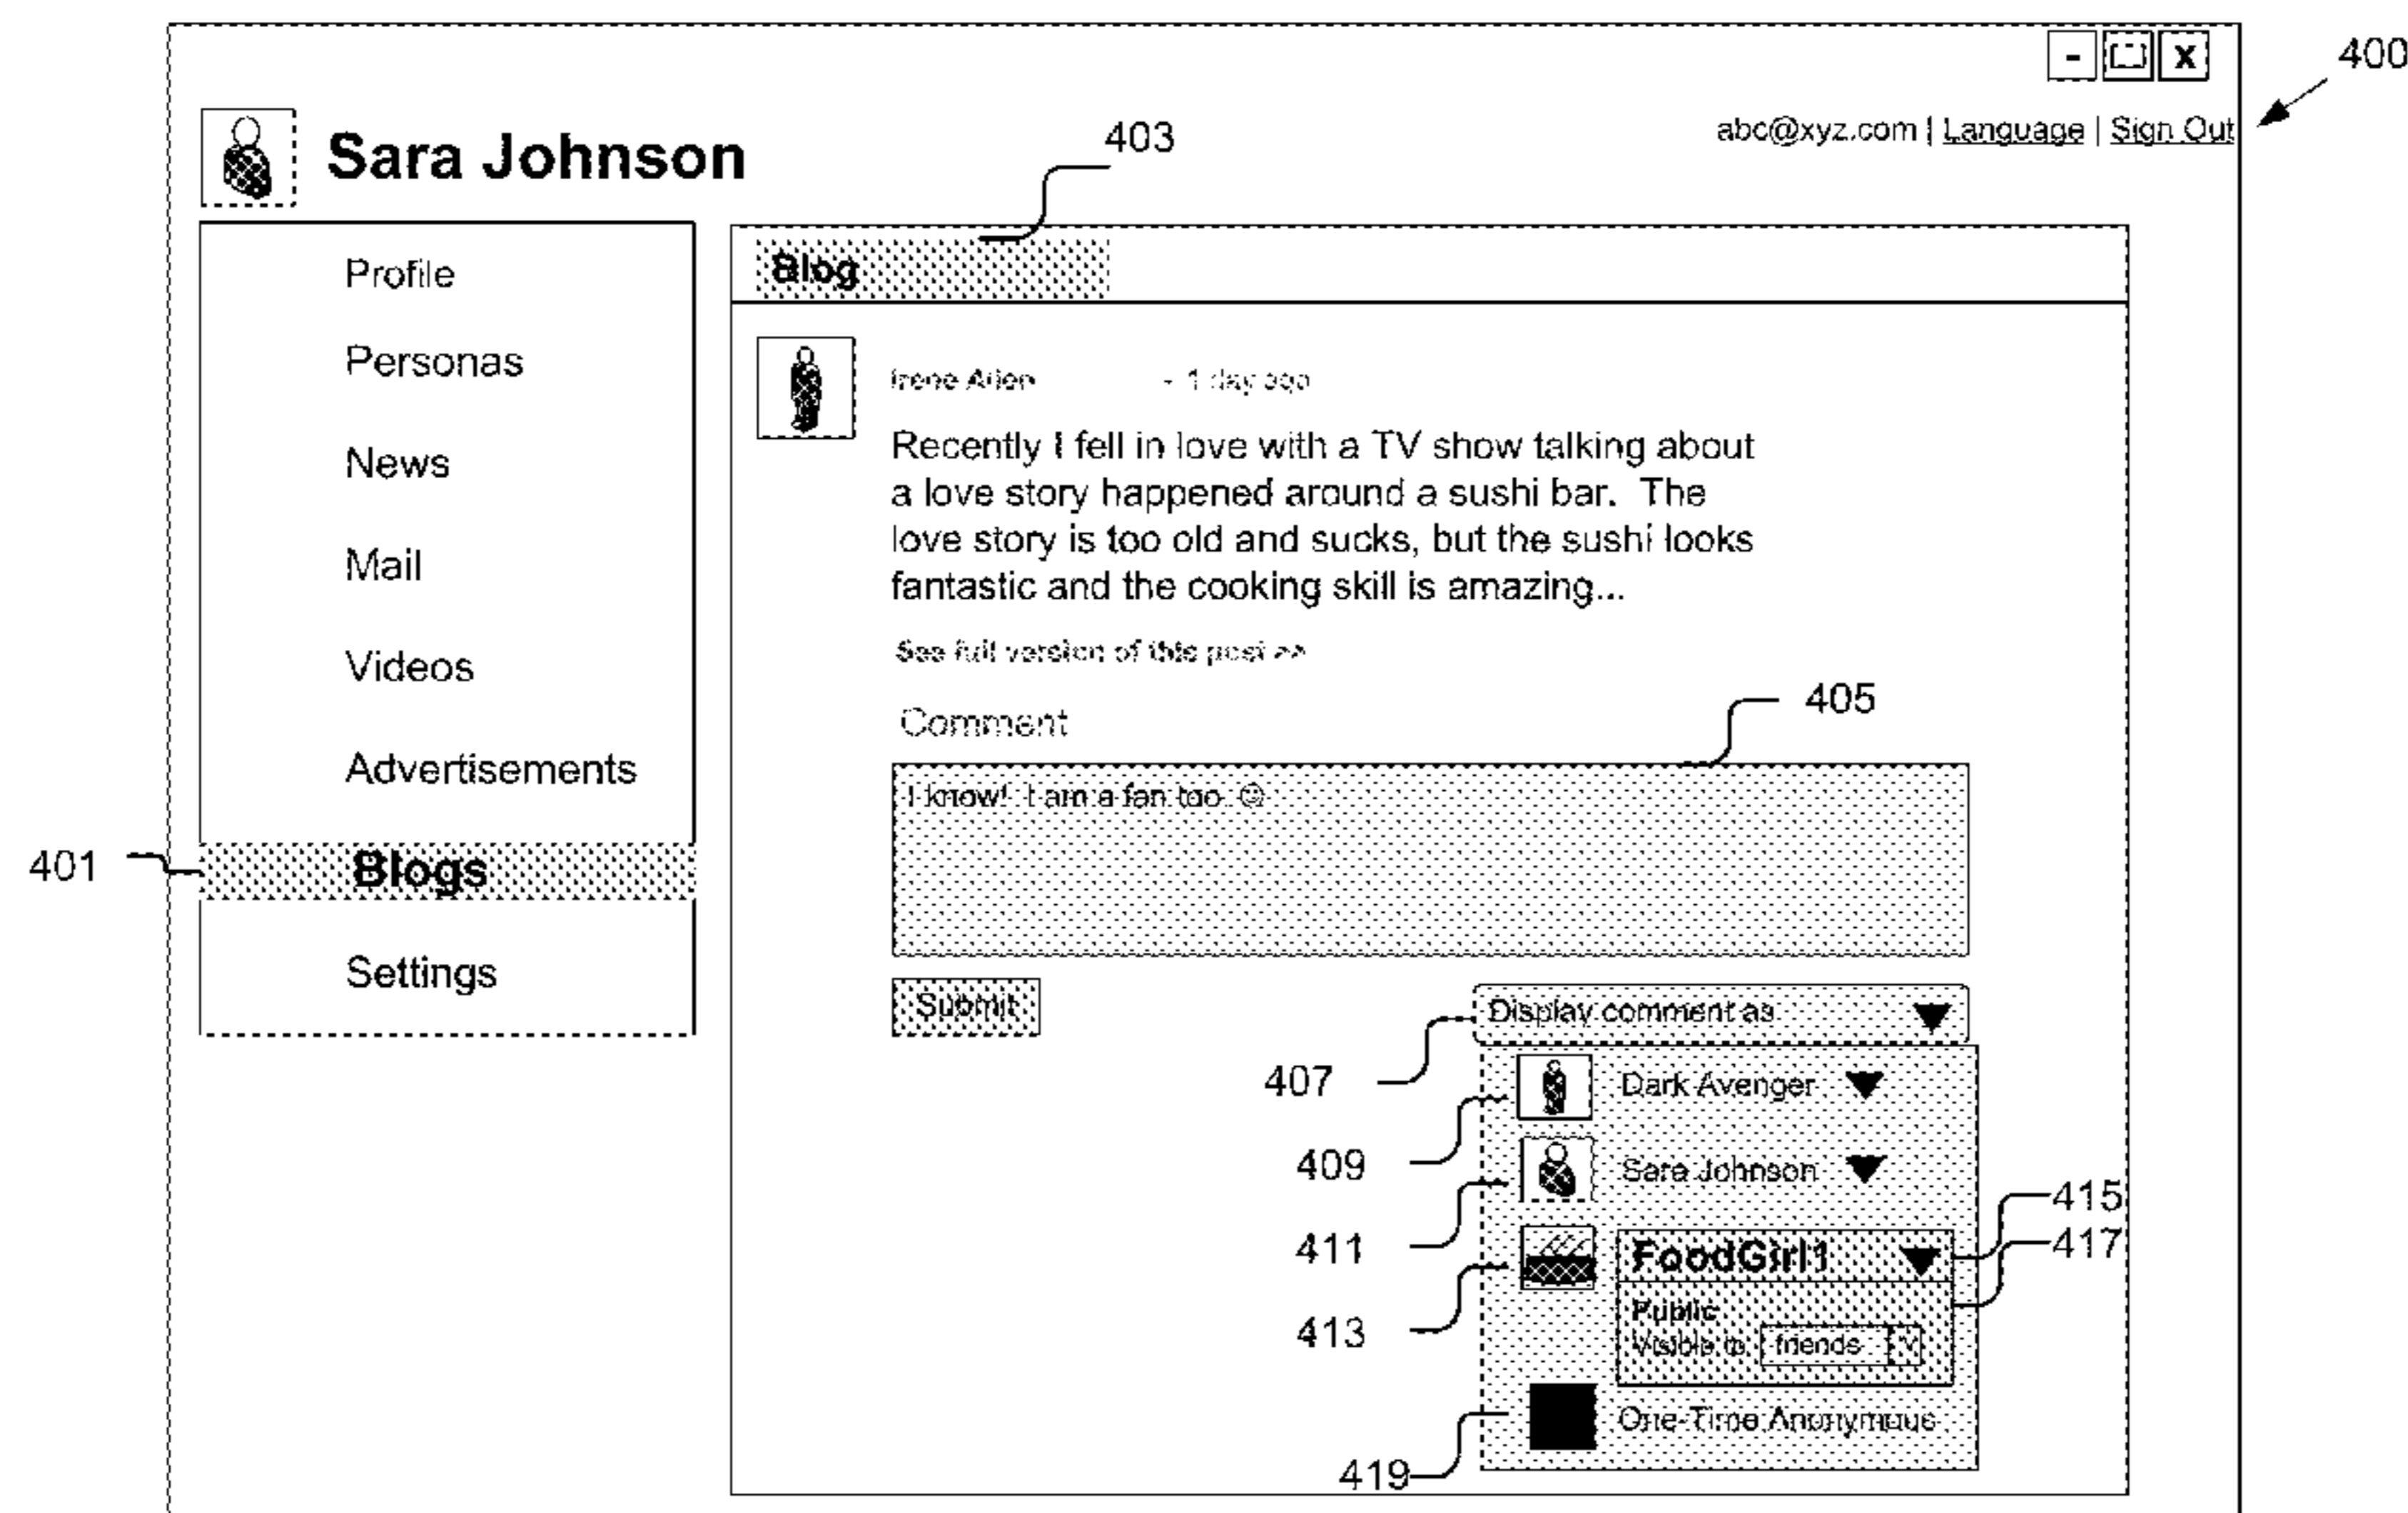 - X
400
abc@xyz.com | Language | Sign Out
Sara Johnson
403
Profile
Personas
News
Mail
Videos
Advertisements
401
Blogs
Settings
Blog
Irene Allen - 1 day ago
Recently I fell in love with a TV show talking about
a love story happened around a sushi bar. The
love story is too old and sucks, but the sushi looks
fantastic and the cooking skill is amazing...
See full version of this post >>
Comment
405
I know! I am a fan too ☺
Submit
Display comment as
407
Dark Avenger
409
Sara Johnson
411
415
FoodGirl1
417
413
Public
Visible to friends V
One-Time Anonymous
419